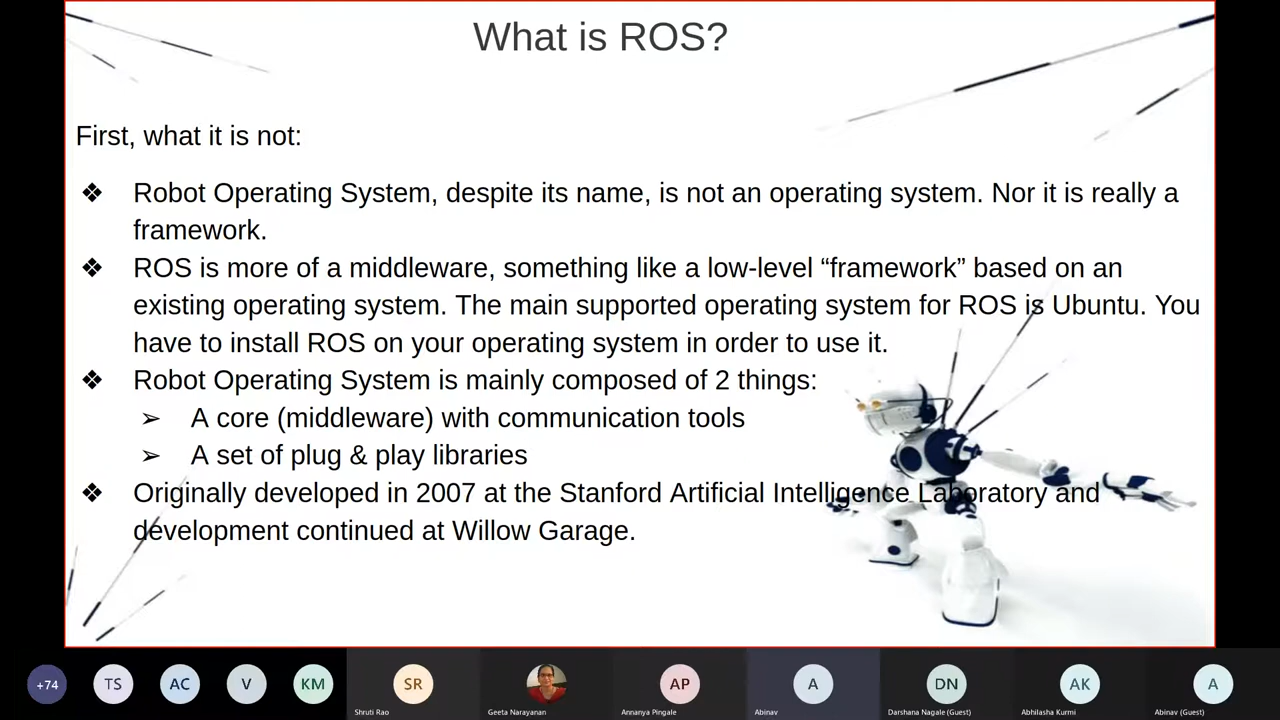 What is ROS?
First, what it is not:
❖ Robot Operating System, despite its name, is not an operating system. Nor it is really a
framework.
❖ ROS is more of a middleware, something like a low-level “framework” based on an
existing operating system. The main supported operating system for ROS is Ubuntu. You
have to install ROS on your operating system in order to use it.
❖ Robot Operating System is mainly composed of 2 things:
➢ A core (middleware) with communication tools
➢ A set of plug & play libraries
❖ Originally developed in 2007 at the Stanford Artificial Intelligence Laboratory and
development continued at Willow Garage.
+74 TS AC V KM SR AP A DN AK A
Shruti Rao Geeta Narayanan Annanya Pingale Abinav Darshana Nagale (Guest) Abhilasha Kurmi Abinav (Guest)